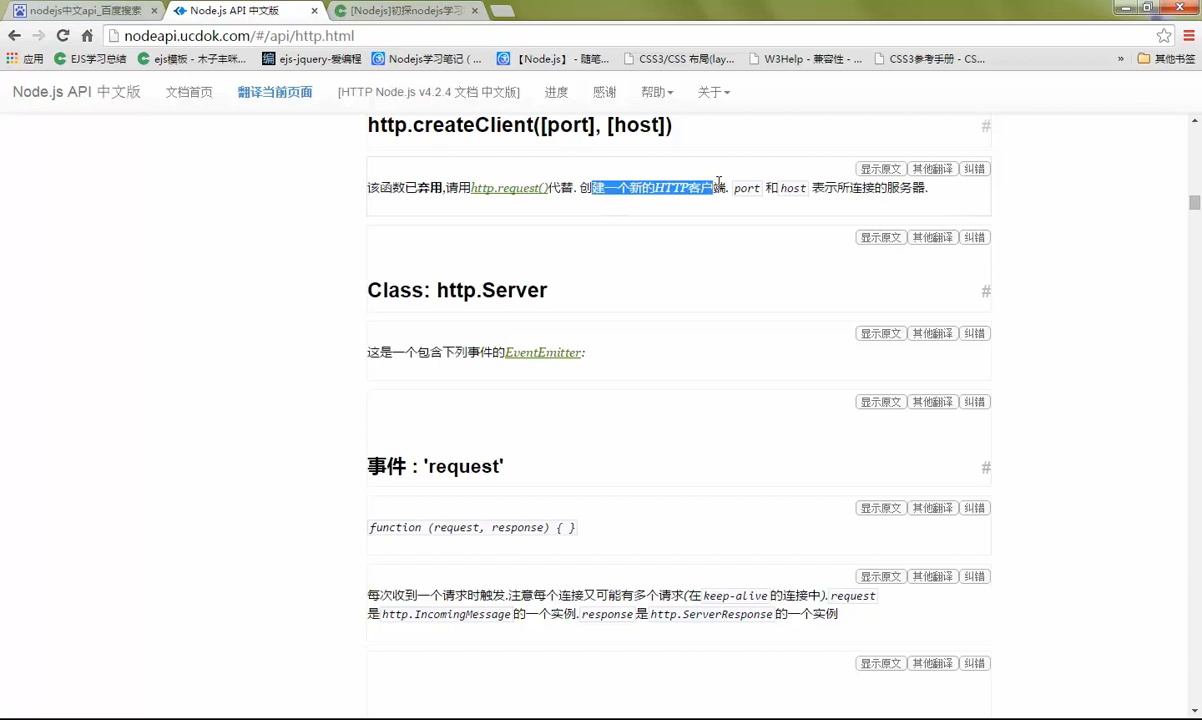 nodejs中文api_百度搜索 × Node.js API 中文版 × [Nodejs]初探nodejs学习 ×
nodeapi.ucdok.com/#/api/http.html
应用 EJS学习总结 ejs模板 - 木子丰咪... ejs-jquery-爱编程 Nodejs学习笔记 ( ... 【Node.js】 - 随笔... CSS3/CSS 布局(lay... W3Help - 兼容性 - ... CSS3参考手册 - CS... » 其他书签
Node.js API 中文版 文档首页 翻译当前页面 [HTTP Node.js v4.2.4 文档 中文版] 进度 感谢 帮助 关于
http.createClient([port], [host]) #
显示原文 其他翻译 纠错
该函数已弃用,请用http.request()代替. 创建一个新的HTTP客户端. port 和 host 表示所连接的服务器.
显示原文 其他翻译 纠错
Class: http.Server #
显示原文 其他翻译 纠错
这是一个包含下列事件的EventEmitter:
显示原文 其他翻译 纠错
事件 : 'request' #
显示原文 其他翻译 纠错
function (request, response) { }
显示原文 其他翻译 纠错
每次收到一个请求时触发.注意每个连接又可能有多个请求(在 keep-alive 的连接中).request
是 http.IncomingMessage 的一个实例. response 是 http.ServerResponse 的一个实例
显示原文 其他翻译 纠错